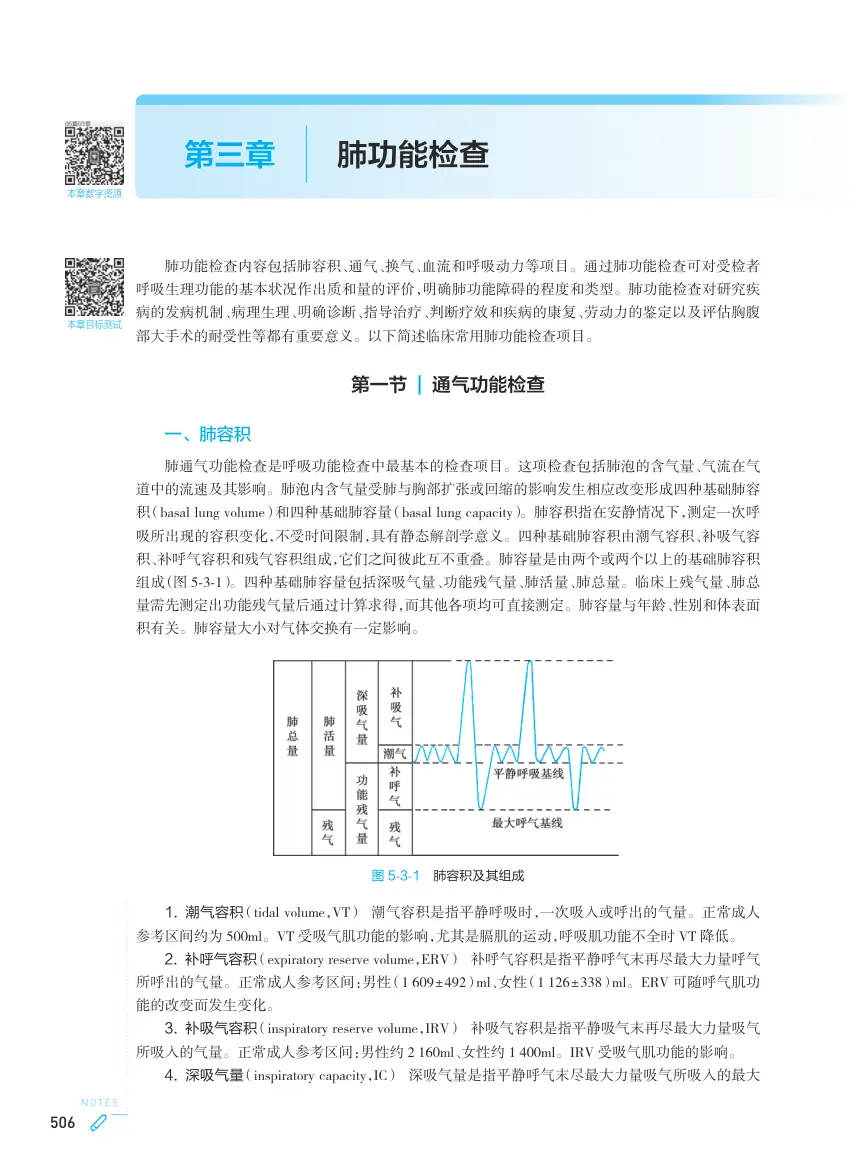 05篇03章
本章数字资源
第三章 肺功能检查
本章目标测试
肺功能检查内容包括肺容积、通气、换气、血流和呼吸动力等项目。通过肺功能检查可对受检者
呼吸生理功能的基本状况作出质和量的评价,明确肺功能障碍的程度和类型。肺功能检查对研究疾
病的发病机制、病理生理、明确诊断、指导治疗、判断疗效和疾病的康复、劳动力的鉴定以及评估胸腹
部大手术的耐受性等都有重要意义。以下简述临床常用肺功能检查项目。
第一节 | 通气功能检查
一、肺容积
肺通气功能检查是呼吸功能检查中最基本的检查项目。这项检查包括肺泡的含气量、气流在气
道中的流速及其影响。肺泡内含气量受肺与胸部扩张或回缩的影响发生相应改变形成四种基础肺容
积(basal lung volume)和四种基础肺容量(basal lung capacity)。肺容积指在安静情况下,测定一次呼
吸所出现的容积变化,不受时间限制,具有静态解剖学意义。四种基础肺容积由潮气容积、补吸气容
积、补呼气容积和残气容积组成,它们之间彼此互不重叠。肺容量是由两个或两个以上的基础肺容积
组成(图 5-3-1)。四种基础肺容量包括深吸气量、功能残气量、肺活量、肺总量。临床上残气量、肺总
量需先测定出功能残气量后通过计算求得,而其他各项均可直接测定。肺容量与年龄、性别和体表面
积有关。肺容量大小对气体交换有一定影响。
肺总量
肺活量
残气
深吸气量
功能残气量
补吸气
潮气
补呼气
残气
平静呼吸基线
最大呼气基线
图 5-3-1 肺容积及其组成
1. 潮气容积(tidal volume,VT) 潮气容积是指平静呼吸时,一次吸入或呼出的气量。正常成人
参考区间约为 500ml。VT 受吸气肌功能的影响,尤其是膈肌的运动,呼吸肌功能不全时 VT 降低。
2. 补呼气容积(expiratory reserve volume,ERV) 补呼气容积是指平静呼气末再尽最大力量呼气
所呼出的气量。正常成人参考区间:男性(1 609±492)ml、女性(1 126±338)ml。ERV 可随呼气肌功
能的改变而发生变化。
3. 补吸气容积(inspiratory reserve volume,IRV) 补吸气容积是指平静吸气末再尽最大力量吸气
所吸入的气量。正常成人参考区间:男性约 2 160ml、女性约 1 400ml。IRV 受吸气肌功能的影响。
4. 深吸气量(inspiratory capacity,IC) 深吸气量是指平静呼气末尽最大力量吸气所吸入的最大
NOTES
506